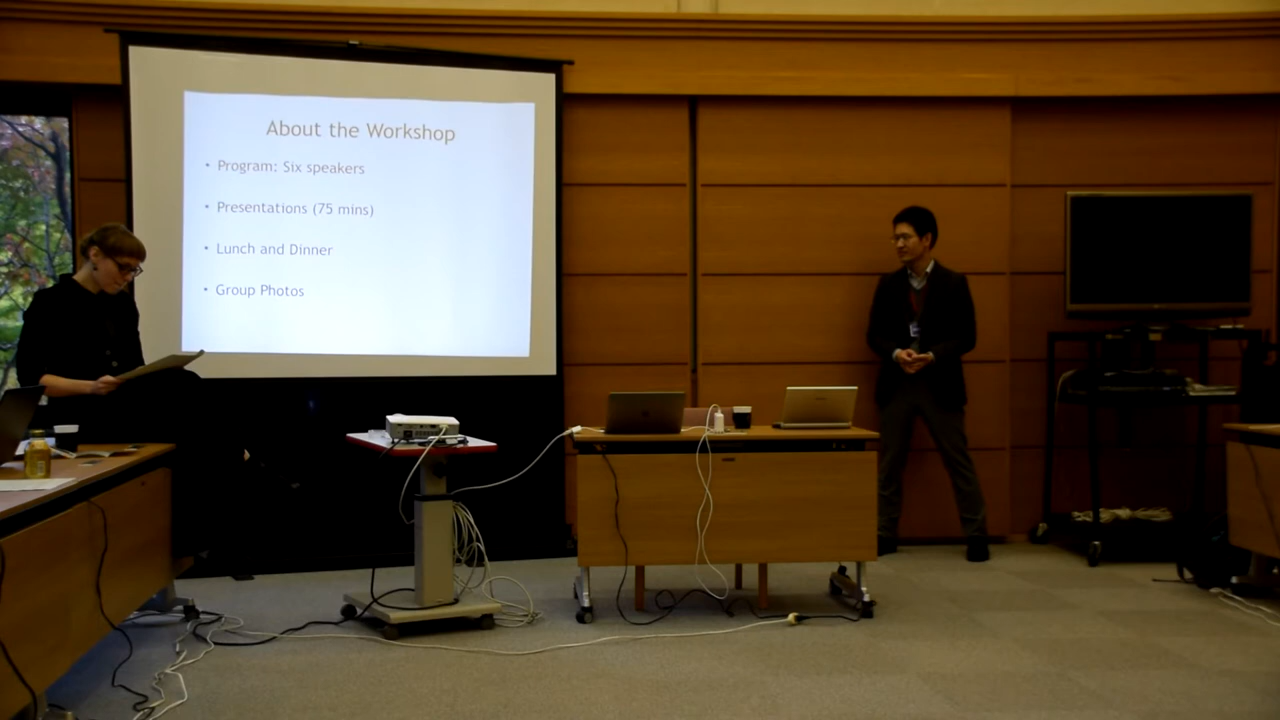 About the Workshop
• Program: Six speakers
• Presentations (75 mins)
• Lunch and Dinner
• Group Photos